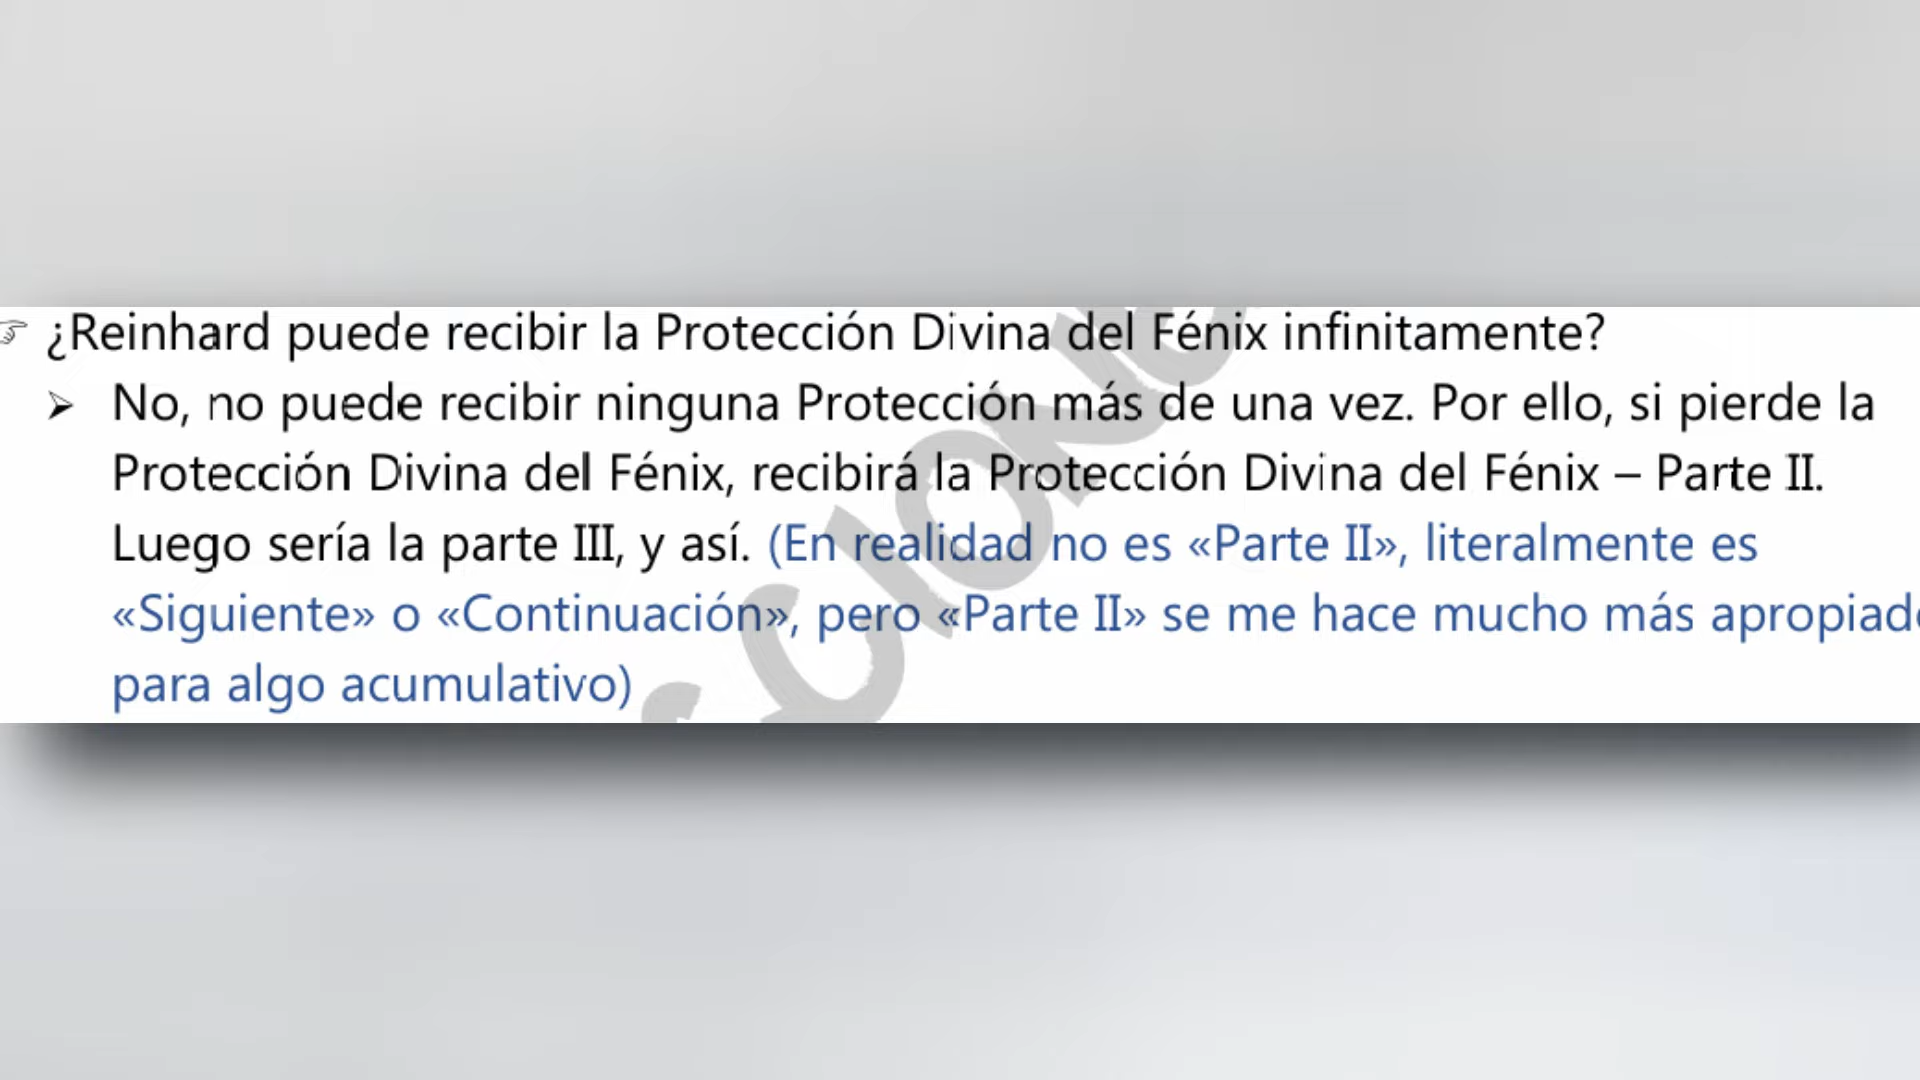 ☞ ¿Reinhard puede recibir la Protección Divina del Fénix infinitamente?
➢ No, no puede recibir ninguna Protección más de una vez. Por ello, si pierde la
Protección Divina del Fénix, recibirá la Protección Divina del Fénix – Parte II.
Luego sería la parte III, y así. (En realidad no es «Parte II», literalmente es
«Siguiente» o «Continuación», pero «Parte II» se me hace mucho más apropiado
para algo acumulativo)